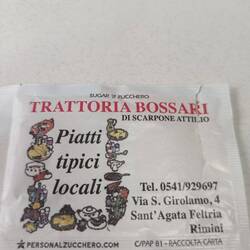 SUGAR ZUCCHERO
TRATTORIA BOSSARI
DI SCARPONE ATTILIO
Piatti
tipici
locali
Tel. 0541/929697
Via S. Girolamo, 4
Sant'Agata Feltria
Rimini
PERSONALZUCCHERO.COM
C/PAP 81 - RACCOLTA CARTA